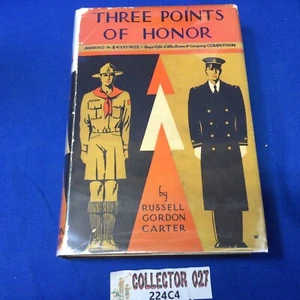 THREE POINTS
OF HONOR
AWARDED The $4000 PRIZE - Boys' Life - Little, Brown & Company COMPETITION
by
RUSSELL
GORDON
CARTER
COLLECTOR 027
224C4